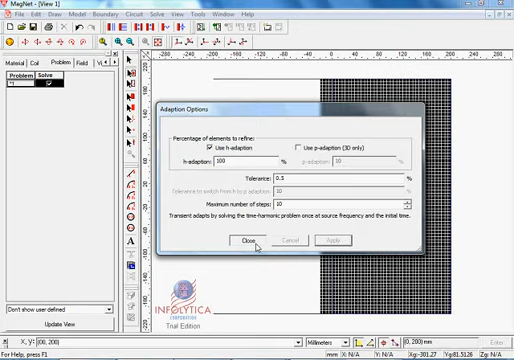 MagNet - [View 1]
File Edit Draw Model Boundary Circuit Solve Tools Window Help
Material Coil Problem Field
Problem Solve
Adaption Options
Percentage of elements to refine:
Use h-adaption
Use p-adaption (3D only)
h-adaption: 100 %
p-adaption: 10 %
Tolerance: 0.5 %
Tolerance to switch from h to p adaption: 10
Maximum number of steps: 10
Transient adapts by solving the time-harmonic problem once at source frequency and the initial time.
Close Cancel Apply
INFOLYTICA
CORPORATION
Trial Edition
Don't show user defined
Update View
X, Y: (00, 200) Millimeters Enter
For Help, press F1 mm X: N/A Y: N/A X: -301.27 Y: 81.5126 (0, 200) mm